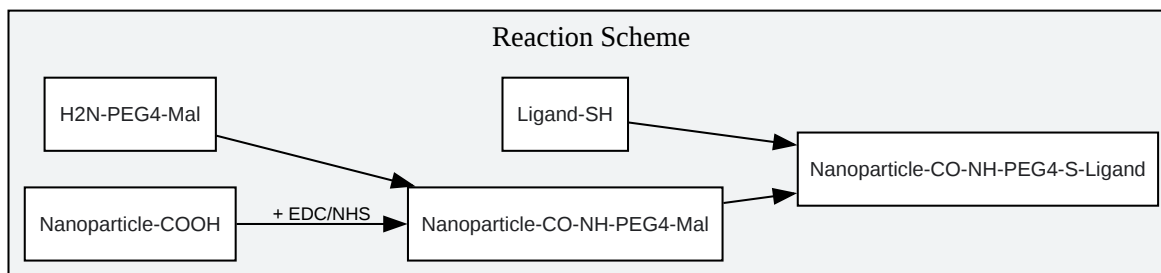 Reaction Scheme
H2N-PEG4-Mal
Ligand-SH
Nanoparticle-CO-NH-PEG4-S-Ligand
Nanoparticle-COOH
+ EDC/NHS
Nanoparticle-CO-NH-PEG4-Mal